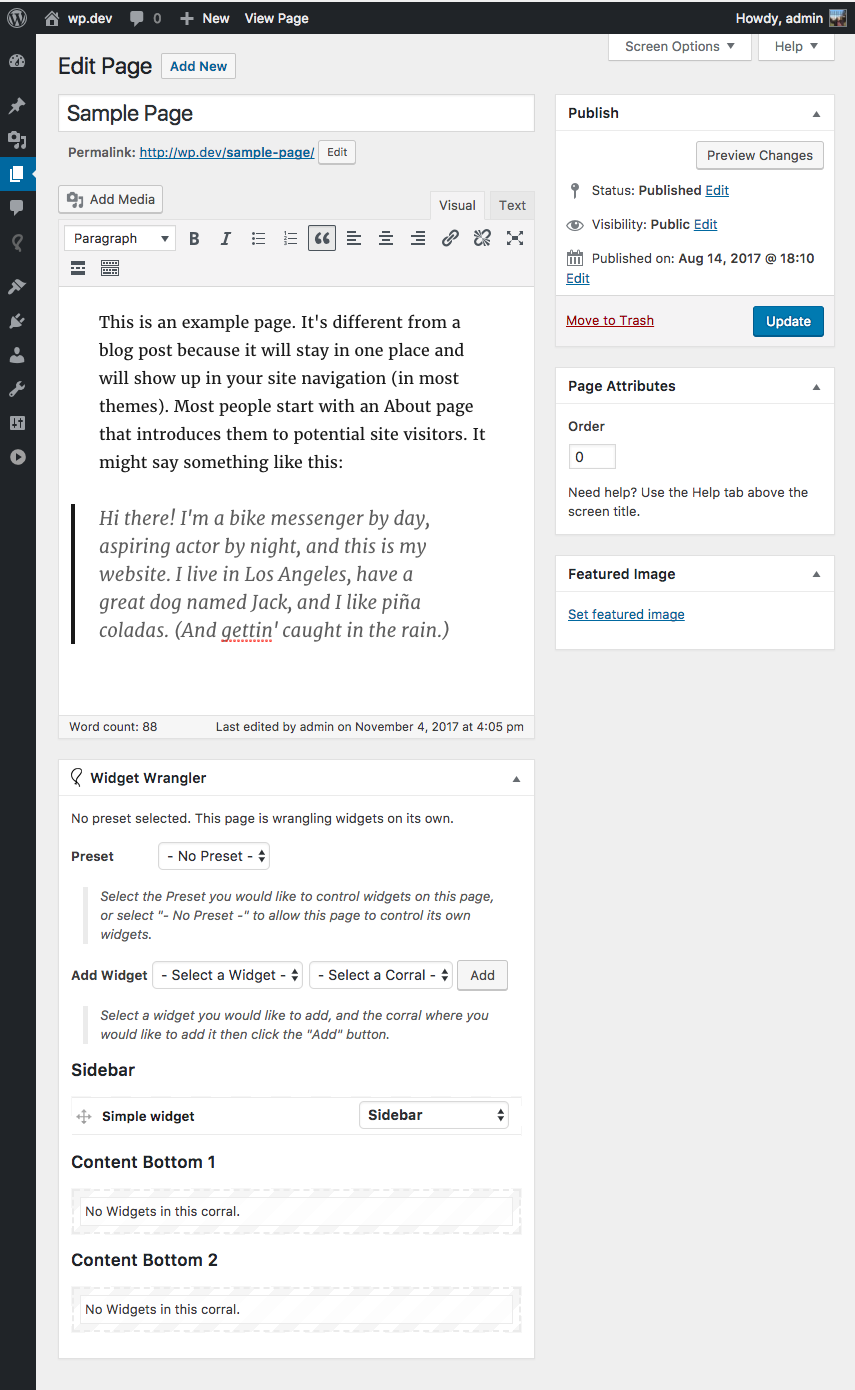 wp.dev 0 New View Page Howdy, admin
Screen Options Help
Edit Page Add New
Sample Page
Permalink: http://wp.dev/sample-page/ Edit
Add Media Visual Text
Paragraph
This is an example page. It's different from a
blog post because it will stay in one place and
will show up in your site navigation (in most
themes). Most people start with an About page
that introduces them to potential site visitors. It
might say something like this:
Hi there! I'm a bike messenger by day,
aspiring actor by night, and this is my
website. I live in Los Angeles, have a
great dog named Jack, and I like piña
coladas. (And gettin' caught in the rain.)
Word count: 88 Last edited by admin on November 4, 2017 at 4:05 pm
Widget Wrangler
No preset selected. This page is wrangling widgets on its own.
Preset - No Preset -
Select the Preset you would like to control widgets on this page,
or select "- No Preset -" to allow this page to control its own
widgets.
Add Widget - Select a Widget - - Select a Corral - Add
Select a widget you would like to add, and the corral where you
would like to add it then click the "Add" button.
Sidebar
Simple widget Sidebar
Content Bottom 1
No Widgets in this corral.
Content Bottom 2
No Widgets in this corral.
Publish
Preview Changes
Status: Published Edit
Visibility: Public Edit
Published on: Aug 14, 2017 @ 18:10
Edit
Move to Trash Update
Page Attributes
Order
0
Need help? Use the Help tab above the
screen title.
Featured Image
Set featured image